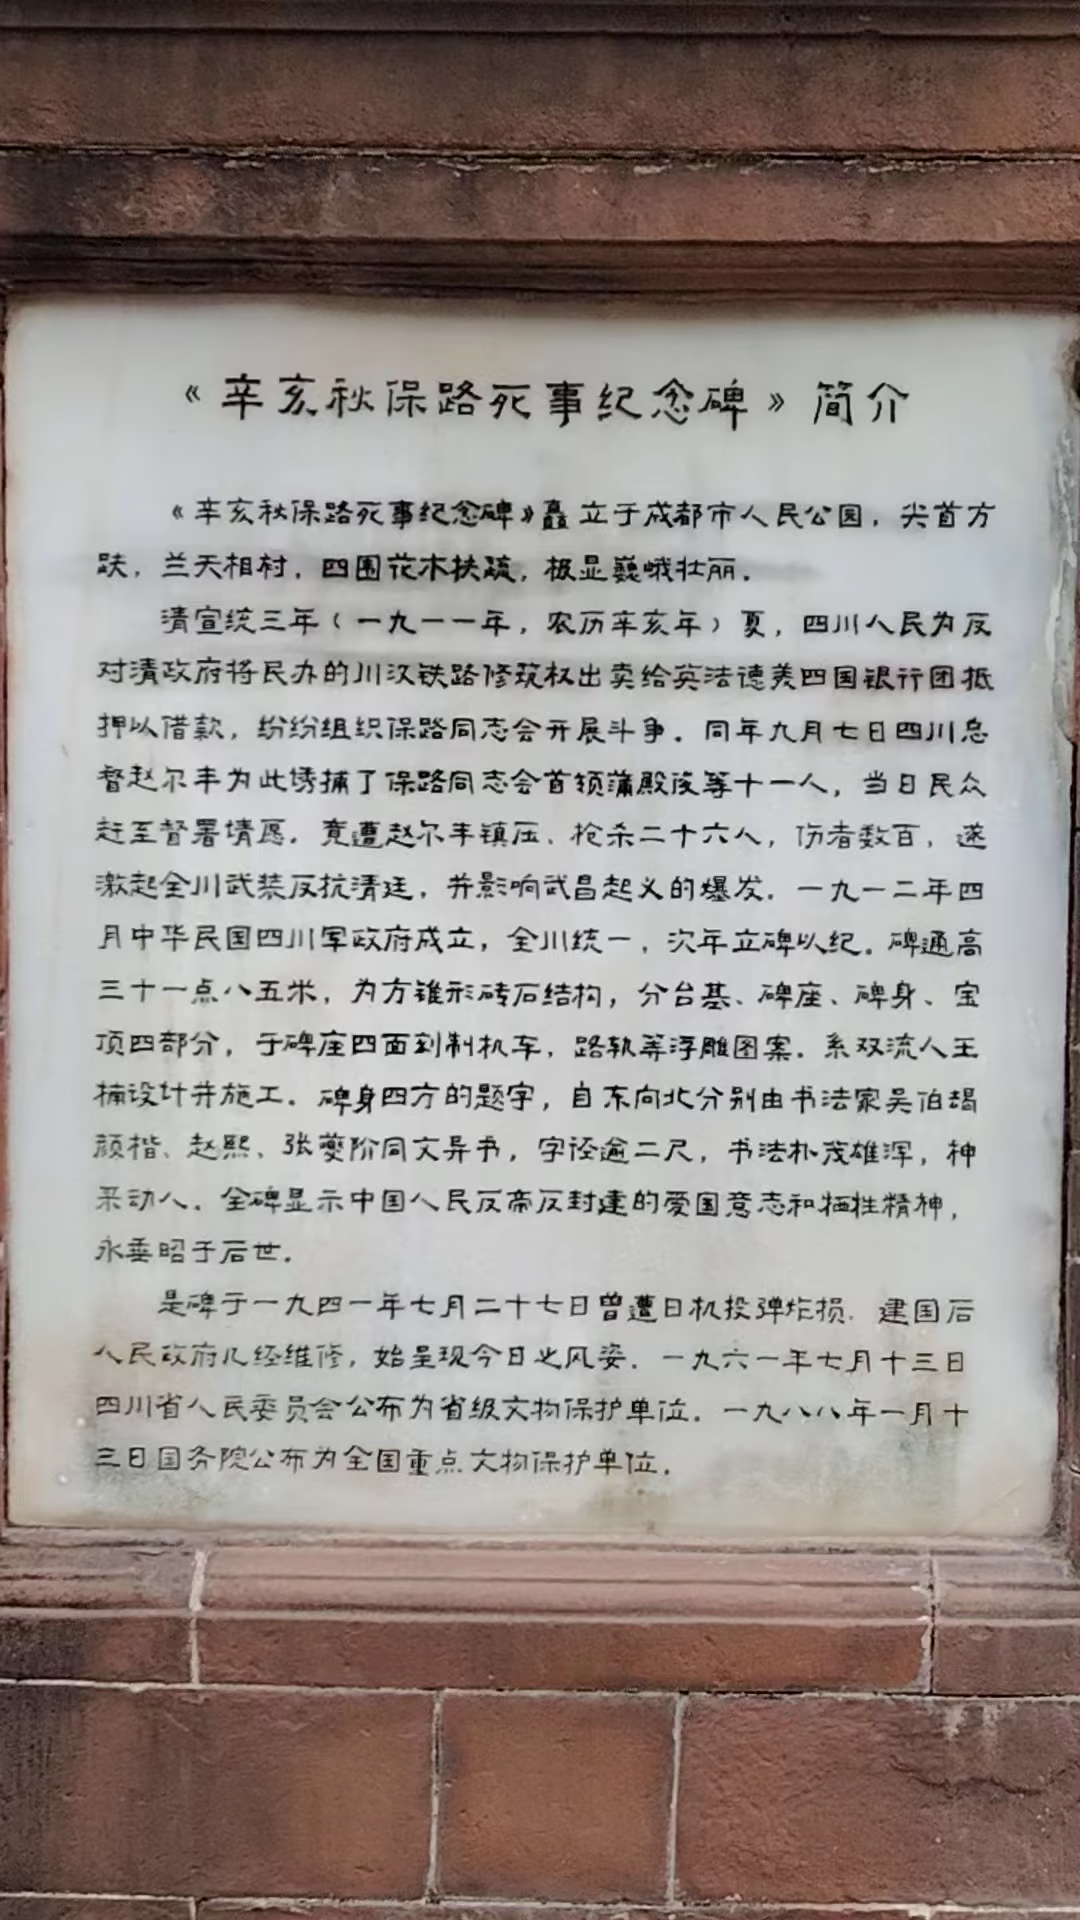 《辛亥秋保路死事纪念碑》简介
《辛亥秋保路死事纪念碑》矗立于成都市人民公园，尖首方
趺，兰天相村，四围花木扶疏，极显巍峨壮丽。
清宣统三年（一九一一年，农历辛亥年）夏，四川人民为反
对清政府将民办的川汉铁路修筑权出卖给英法德美四国银行团抵
押以借款，纷纷组织保路同志会开展斗争。同年九月七日四川总
督赵尔丰为此诱捕了保路同志会首领蒲殿俊等十一人，当日民众
赶至督署情愿，竟遭赵尔丰镇压、枪杀二十六人，伤者数百，遂
激起全川武装反抗清廷，并影响武昌起义的爆发。一九一二年四
月中华民国四川军政府成立，全川统一，次年立碑以纪。碑通高
三十一点八五米，为方锥形砖石结构，分台基、碑座、碑身、宝
顶四部分，于碑座四面刻制机车，路轨等浮雕图案。系双流人王
楠设计并施工。碑身四方的题字，自东向北分别由书法家吴伯朅
颜楷、赵熙、张夔阶同文异书，字径逾二尺，书法朴茂雄浑，神
采动人。全碑显示中国人民反帝反封建的爱国意志和牺牲精神，
永垂昭于后世。
是碑于一九四一年七月二十七日曾遭日机投弹炸损．建国后
人民政府几经维修，始呈现今日之风姿．一九六一年七月十三日
四川省人民委员会公布为省级文物保护单位．一九八八年一月十
三日国务院公布为全国重点文物保护单位．